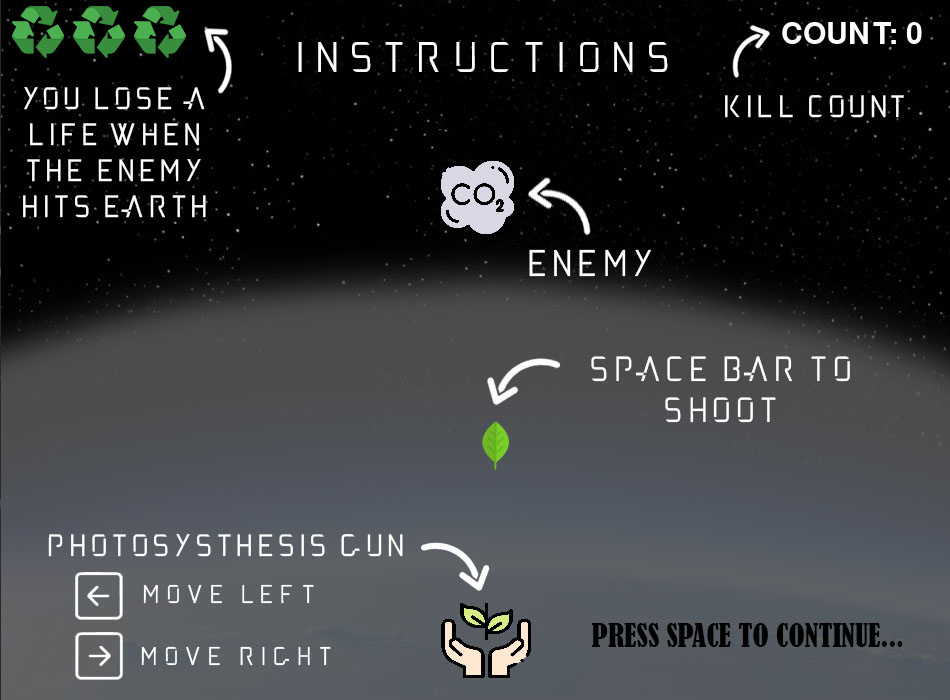 INSTRUCTIONS
COUNT: 0
YOU LOSE A
LIFE WHEN
THE ENEMY
HITS EARTH
KILL COUNT
CO2
ENEMY
SPACE BAR TO
SHOOT
PHOTOSYSTHESIS GUN
MOVE LEFT
MOVE RIGHT
PRESS SPACE TO CONTINUE...